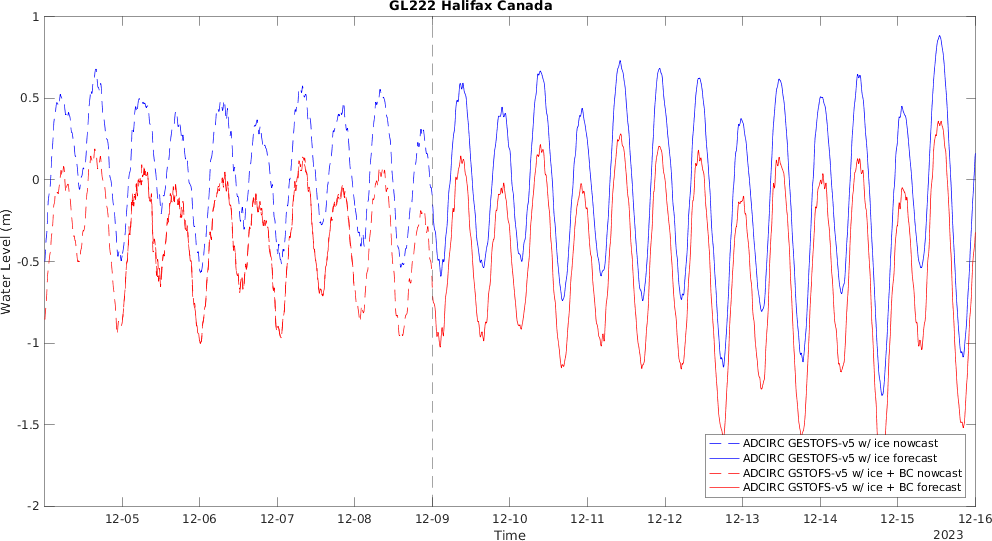 GL222 Halifax Canada
1
0.5
0
-0.5
-1
-1.5
-2
Water Level (m)
ADCIRC GESTOFS-v5 w/ ice nowcast
ADCIRC GESTOFS-v5 w/ ice forecast
ADCIRC GSTOFS-v5 w/ ice + BC nowcast
ADCIRC GSTOFS-v5 w/ ice + BC forecast
12-05 12-06 12-07 12-08 12-09 12-10 12-11 12-12 12-13 12-14 12-15 12-16
Time
2023